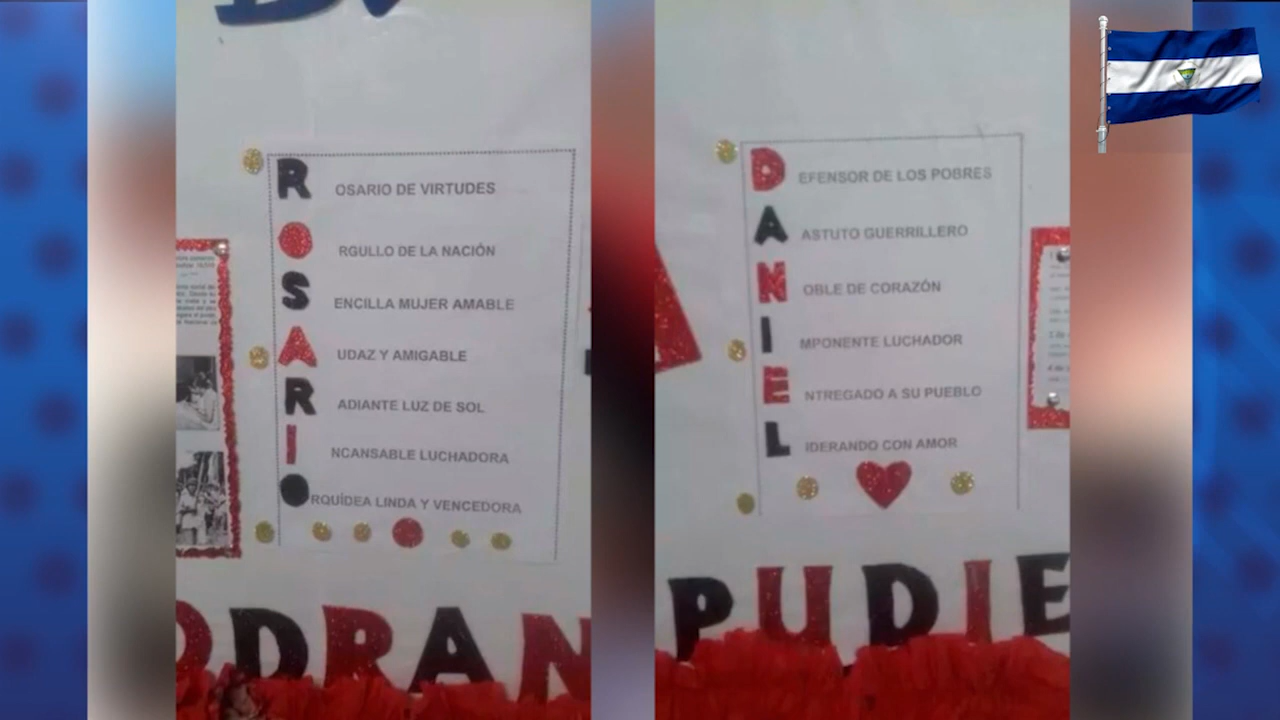 ROSARIO DE VIRTUDES
ORGULLO DE LA NACIÓN
SENCILLA MUJER AMABLE
AUDAZ Y AMIGABLE
RADIANTE LUZ DE SOL
INCANSABLE LUCHADORA
ORQUÍDEA LINDA Y VENCEDORA
ODRAN
DEFENSOR DE LOS POBRES
A ASTUTO GUERRILLERO
NOBLE DE CORAZÓN
IMPONENTE LUCHADOR
ENTREGADO A SU PUEBLO
LIDERANDO CON AMOR
PUDIE